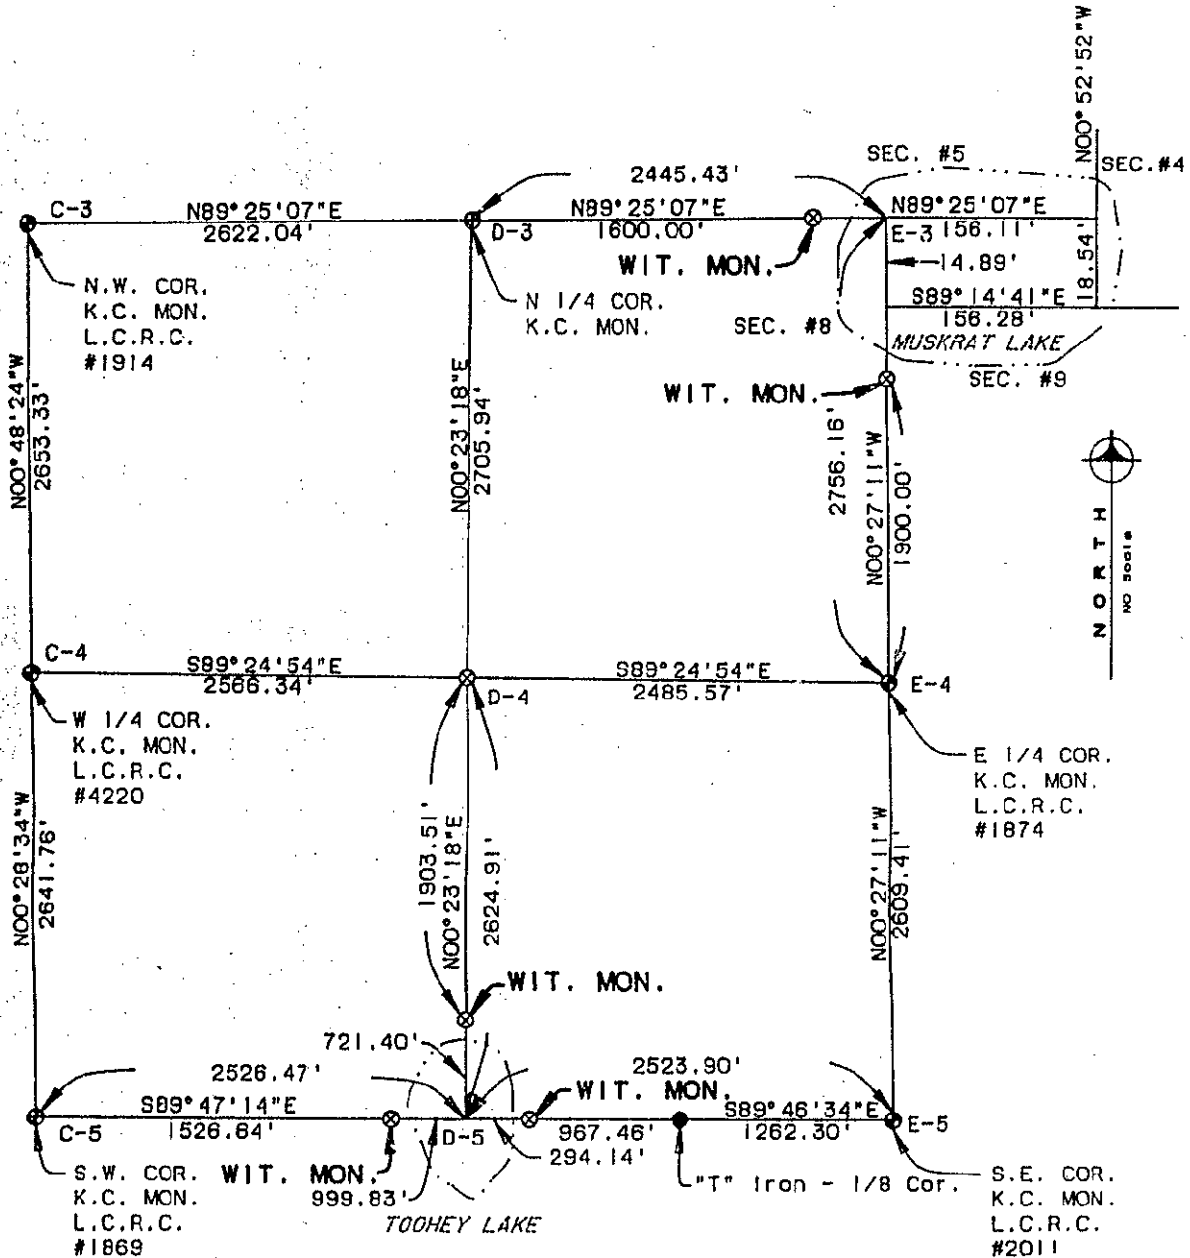 N00°52'52"W
SEC. #5
SEC.#4
2445.43'
C-3
N89°25'07"E
2622.04'
D-3
N89°25'07"E
1600.00'
N89°25'07"E
E-3
156.11'
18.54'
WIT. MON.
14.89'
N.W. COR.
K.C. MON.
L.C.R.C.
#1914
N 1/4 COR.
K.C. MON.
SEC. #8
S89°14'41"E
156.28'
MUSKRAT LAKE
SEC. #9
WIT. MON.
N00°48'24"W
2653.33'
N00°23'18"E
2705.94'
2756.16'
N00°27'11"W
1900.00'
NORTH
NO Scale
C-4
S89°24'54"E
2566.34'
D-4
S89°24'54"E
2485.57'
E-4
W 1/4 COR.
K.C. MON.
L.C.R.C.
#4220
E 1/4 COR.
K.C. MON.
L.C.R.C.
#1874
N00°28'34"W
2641.76'
1903.51'
N00°23'18"E
2624.91'
N00°27'11"W
2609.41'
WIT. MON.
721.40'
2526.47'
2523.90'
WIT. MON.
S89°47'14"E
S89°46'34"E
C-5
1526.64'
D-5
967.46'
1262.30'
E-5
294.14'
S.W. COR.
K.C. MON.
L.C.R.C.
#1869
WIT. MON.
999.83'
TOOHEY LAKE
"T" Iron - 1/8 Cor.
S.E. COR.
K.C. MON.
L.C.R.C.
#2011